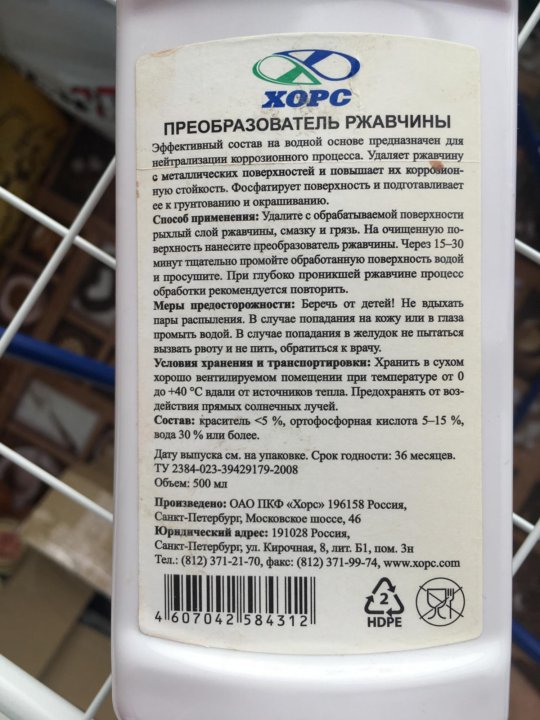 ХОРС
ПРЕОБРАЗОВАТЕЛЬ РЖАВЧИНЫ
Эффективный состав на водной основе предназначен для
нейтрализации коррозионного процесса. Удаляет ржавчину
с металлических поверхностей и повышает их коррозион-
ную стойкость. Фосфатирует поверхность и подготавливает
ее к грунтованию и окрашиванию.
Способ применения: Удалите с обрабатываемой поверхности
рыхлый слой ржавчины, смазку и грязь. На очищенную по-
верхность нанесите преобразователь ржавчины. Через 15–30
минут тщательно промойте обработанную поверхность водой
и просушите. При глубоко проникшей ржавчине процесс
обработки рекомендуется повторить.
Меры предосторожности: Беречь от детей! Не вдыхать
пары распыления. В случае попадания на кожу или в глаза
промыть водой. В случае попадания в желудок не пытаться
вызвать рвоту и не пить, обратиться к врачу.
Условия хранения и транспортировки: Хранить в сухом
хорошо вентилируемом помещении при температуре от 0
до +40 °С вдали от источников тепла. Предохранять от воз-
действия прямых солнечных лучей.
Состав: краситель <5 %, ортофосфорная кислота 5–15 %,
вода 30 % или более.
Дату выпуска см. на упаковке. Срок годности: 36 месяцев.
ТУ 2384-023-39429179-2008
Объем: 500 мл
Произведено: ОАО ПКФ «Хорс» 196158 Россия,
Санкт-Петербург, Московское шоссе, 46
Юридический адрес: 191028 Россия,
Санкт-Петербург, ул. Кирочная, 8, лит. Б1, пом. 3н
Тел.: (812) 371-21-70, факс: (812) 371-99-74, www.xopc.com
4 607042 584312
2
HDPE